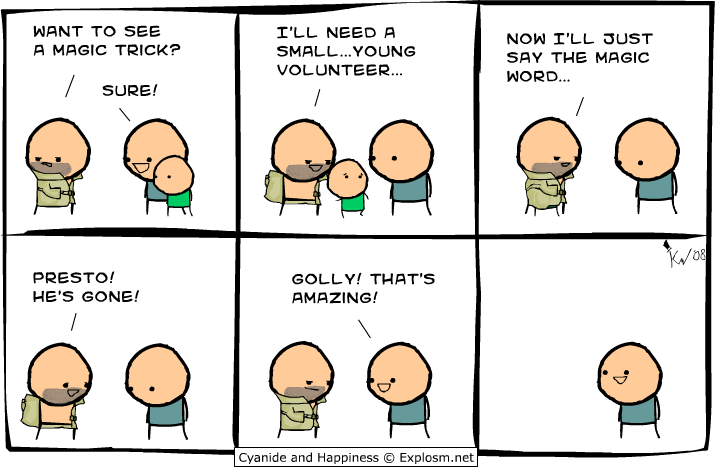 WANT TO SEE
A MAGIC TRICK?
SURE!
I'LL NEED A
SMALL...YOUNG
VOLUNTEER...
NOW I'LL JUST
SAY THE MAGIC
WORD...
PRESTO!
HE'S GONE!
GOLLY! THAT'S
AMAZING!
Cyanide and Happiness © Explosm.net